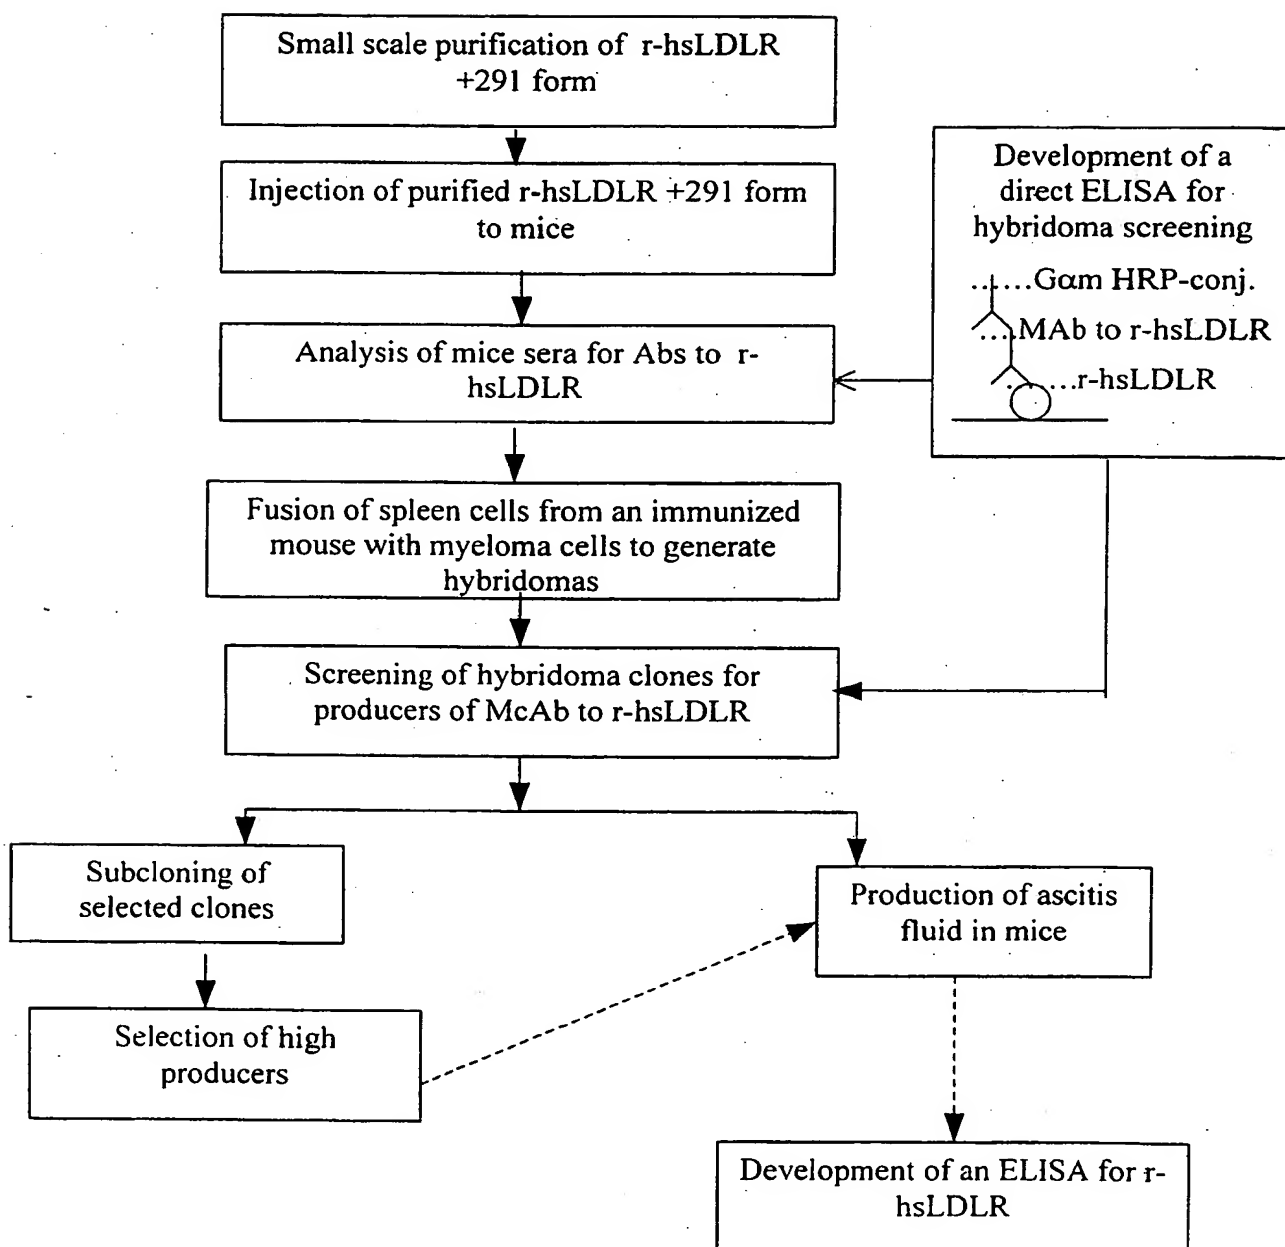 Small scale purification of r-hsLDLR
+291 form
Injection of purified r-hsLDLR +291 form
to mice
Analysis of mice sera for Abs to r-
hsLDLR
Development of a
direct ELISA for
hybridoma screening
......Gαm HRP-conj.
....MAb to r-hsLDLR
.....r-hsLDLR
Fusion of spleen cells from an immunized
mouse with myeloma cells to generate
hybridomas
Screening of hybridoma clones for
producers of McAb to r-hsLDLR
Subcloning of
selected clones
Production of ascitis
fluid in mice
Selection of high
producers
Development of an ELISA for r-
hsLDLR